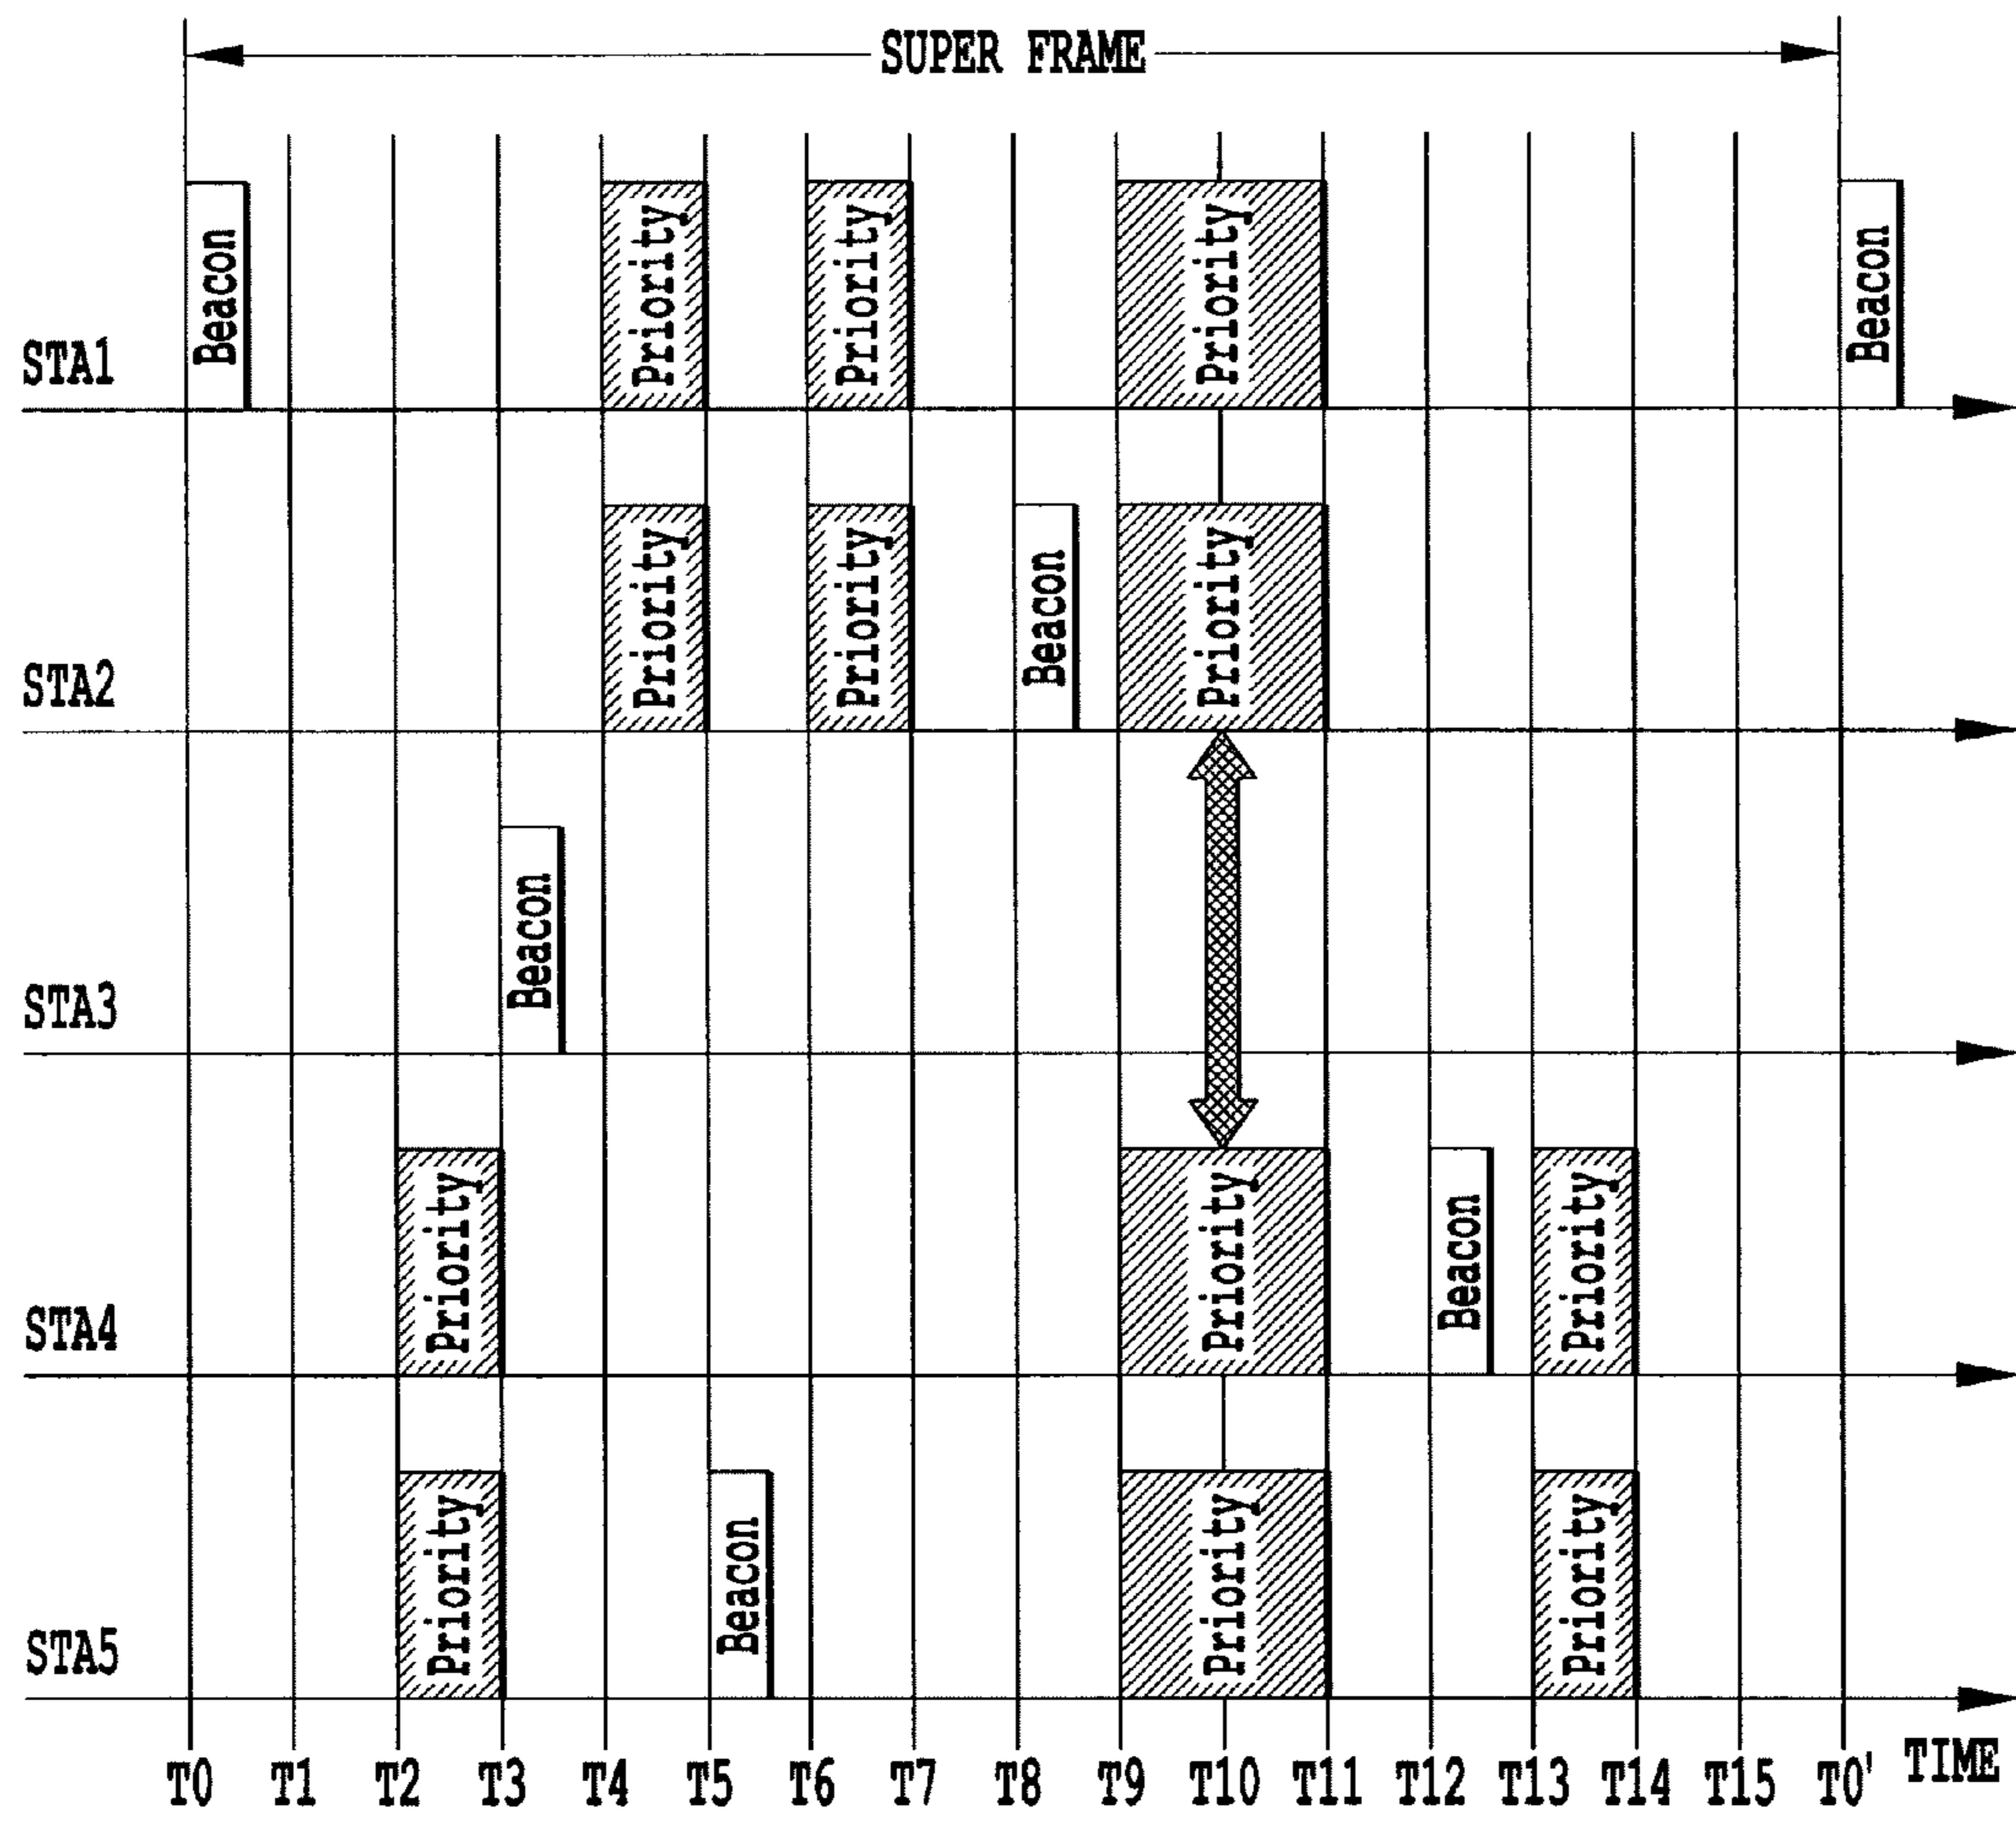 SUPER FRAME
STA1
Beacon
Priority
Priority
Priority
Beacon
STA2
Priority
Priority
Beacon
Priority
STA3
Beacon
STA4
Priority
Priority
Beacon
Priority
STA5
Priority
Beacon
Priority
Priority
T0 T1 T2 T3 T4 T5 T6 T7 T8 T9 T10 T11 T12 T13 T14 T15 T0' TIME